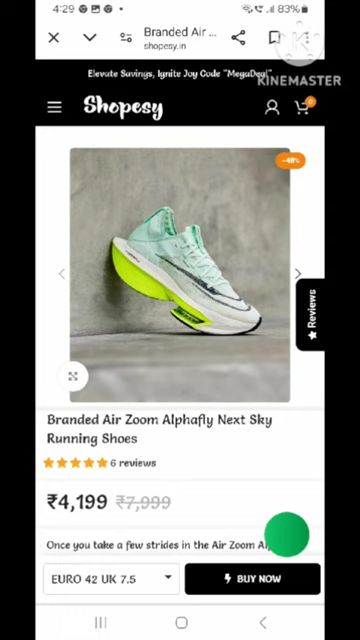 4:29
83%
Branded Air ...
shopesy.in
KINEMASTER
Elevate Savings, Ignite Joy Code "MegaDeal"
Shopesy
0
-48%
Reviews
Branded Air Zoom Alphafly Next Sky
Running Shoes
6 reviews
₹4,199 ₹7,999
Once you take a few strides in the Air Zoom
EURO 42 UK 7.5
BUY NOW